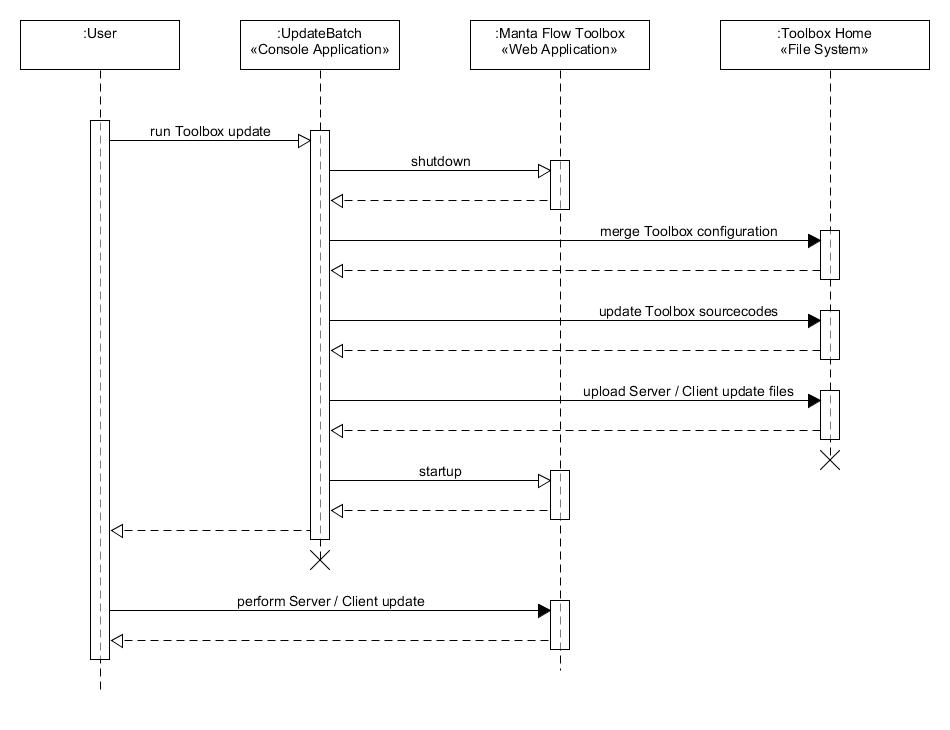 :User
:UpdateBatch
«Console Application»
:Manta Flow Toolbox
«Web Application»
:Toolbox Home
«File System»
run Toolbox update
shutdown
merge Toolbox configuration
update Toolbox sourcecodes
upload Server / Client update files
startup
perform Server / Client update